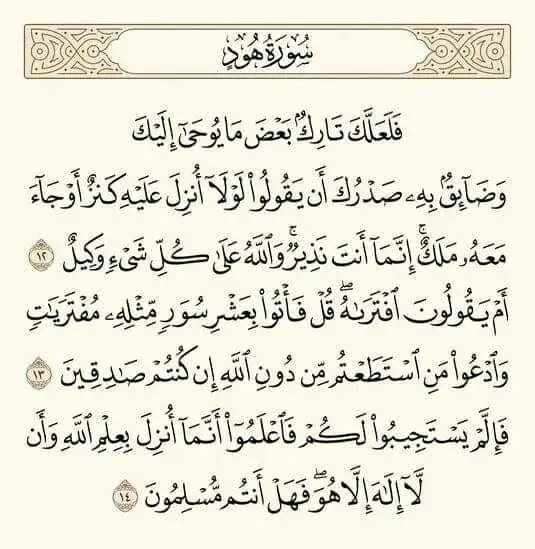 سُورَةُ هُودٍ
فَلَعَلَّكَ تَارِكٌۢ بَعْضَ مَا يُوحَىٰٓ إِلَيْكَ
وَضَآئِقٌۢ بِهِۦ صَدْرُكَ أَن يَقُولُوا۟ لَوْلَآ أُنزِلَ عَلَيْهِ كَنزٌ أَوْ جَآءَ
مَعَهُۥ مَلَكٌ ۚ إِنَّمَآ أَنتَ نَذِيرٌ ۚ وَٱللَّهُ عَلَىٰ كُلِّ شَىْءٍ وَكِيلٌ ١٢
أَمْ يَقُولُونَ ٱفْتَرَىٰهُ ۖ قُلْ فَأْتُوا۟ بِعَشْرِ سُوَرٍ مِّثْلِهِۦ مُفْتَرَيَٰتٍ
وَٱدْعُوا۟ مَنِ ٱسْتَطَعْتُم مِّن دُونِ ٱللَّهِ إِن كُنتُمْ صَٰدِقِينَ ١٣
فَإِلَّمْ يَسْتَجِيبُوا۟ لَكُمْ فَٱعْلَمُوٓا۟ أَنَّمَآ أُنزِلَ بِعِلْمِ ٱللَّهِ وَأَن
لَّآ إِلَٰهَ إِلَّا هُوَ ۖ فَهَلْ أَنتُم مُّسْلِمُونَ ١٤